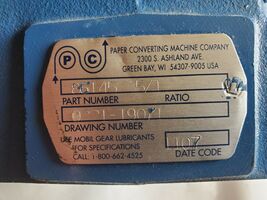 P C
PAPER CONVERTING MACHINE COMPANY
2300 S. ASHLAND AVE.
GREEN BAY, WI 54307-9005 USA
PART NUMBER RATIO
DRAWING NUMBER
USE MOBIL GEAR LUBRICANTS
FOR SPECIFICATIONS 107
CALL: 1-800-662-4525 DATE CODE